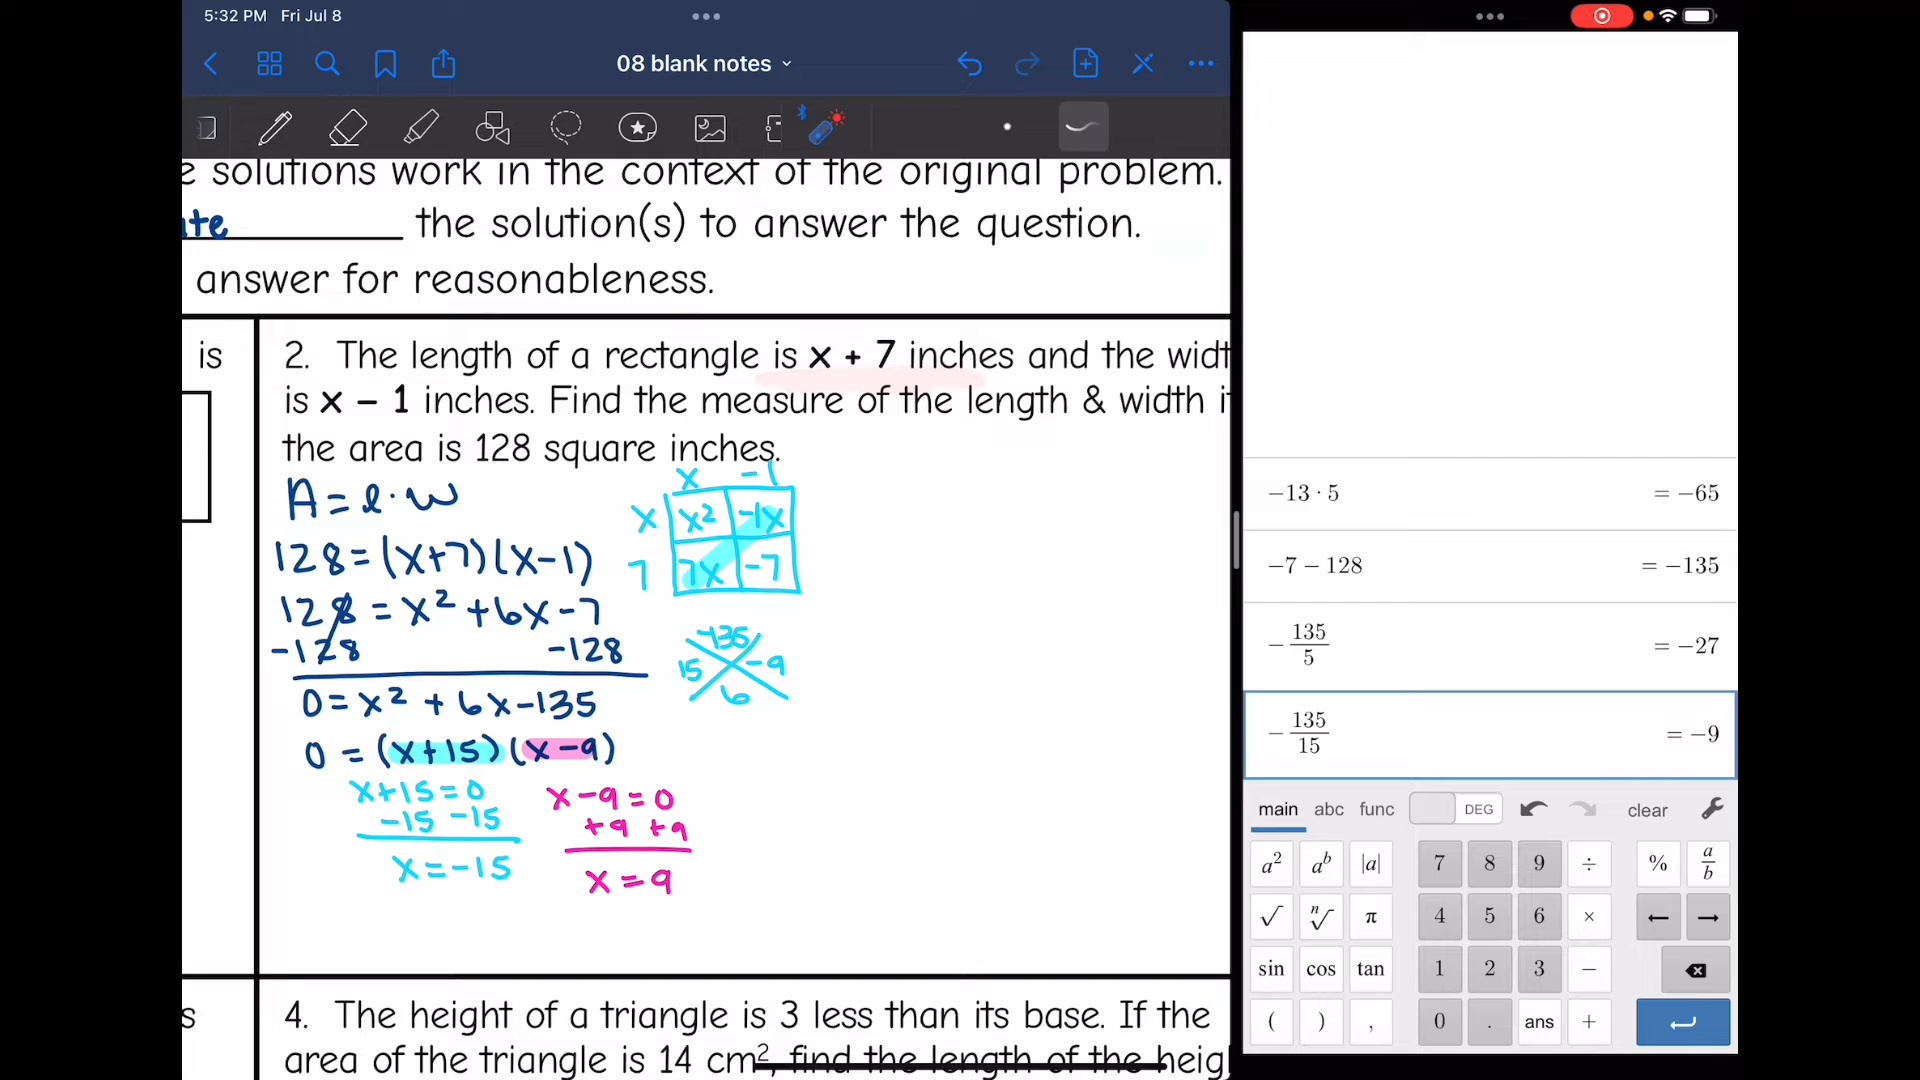 5:32 PM Fri Jul 8
08 blank notes
e solutions work in the context of the original problem.
ate the solution(s) to answer the question.
answer for reasonableness.
is
2. The length of a rectangle is x + 7 inches and the widt
is x – 1 inches. Find the measure of the length & width i
the area is 128 square inches.
A = l · w
128 = (x+7)(x-1)
128 = x² + 6x - 7
-128 -128
0 = x² + 6x - 135
0 = (x+15)(x-9)
x+15=0
-15 -15
x = -15
x - 9 = 0
+9 +9
x = 9
x -1
x x² -1x
7 7x -7
-135
15 -9
6
s
4. The height of a triangle is 3 less than its base. If the
area of the triangle is 14 cm², find the length of the heig
−13 · 5 = −65
−7 − 128 = −135
−135/5 = −27
−135/15 = −9
main abc func DEG clear
a² aᵇ |a| 7 8 9 ÷ % a/b
√ ⁿ√ π 4 5 6 × ← →
sin cos tan 1 2 3 −
( ) , 0 . ans +